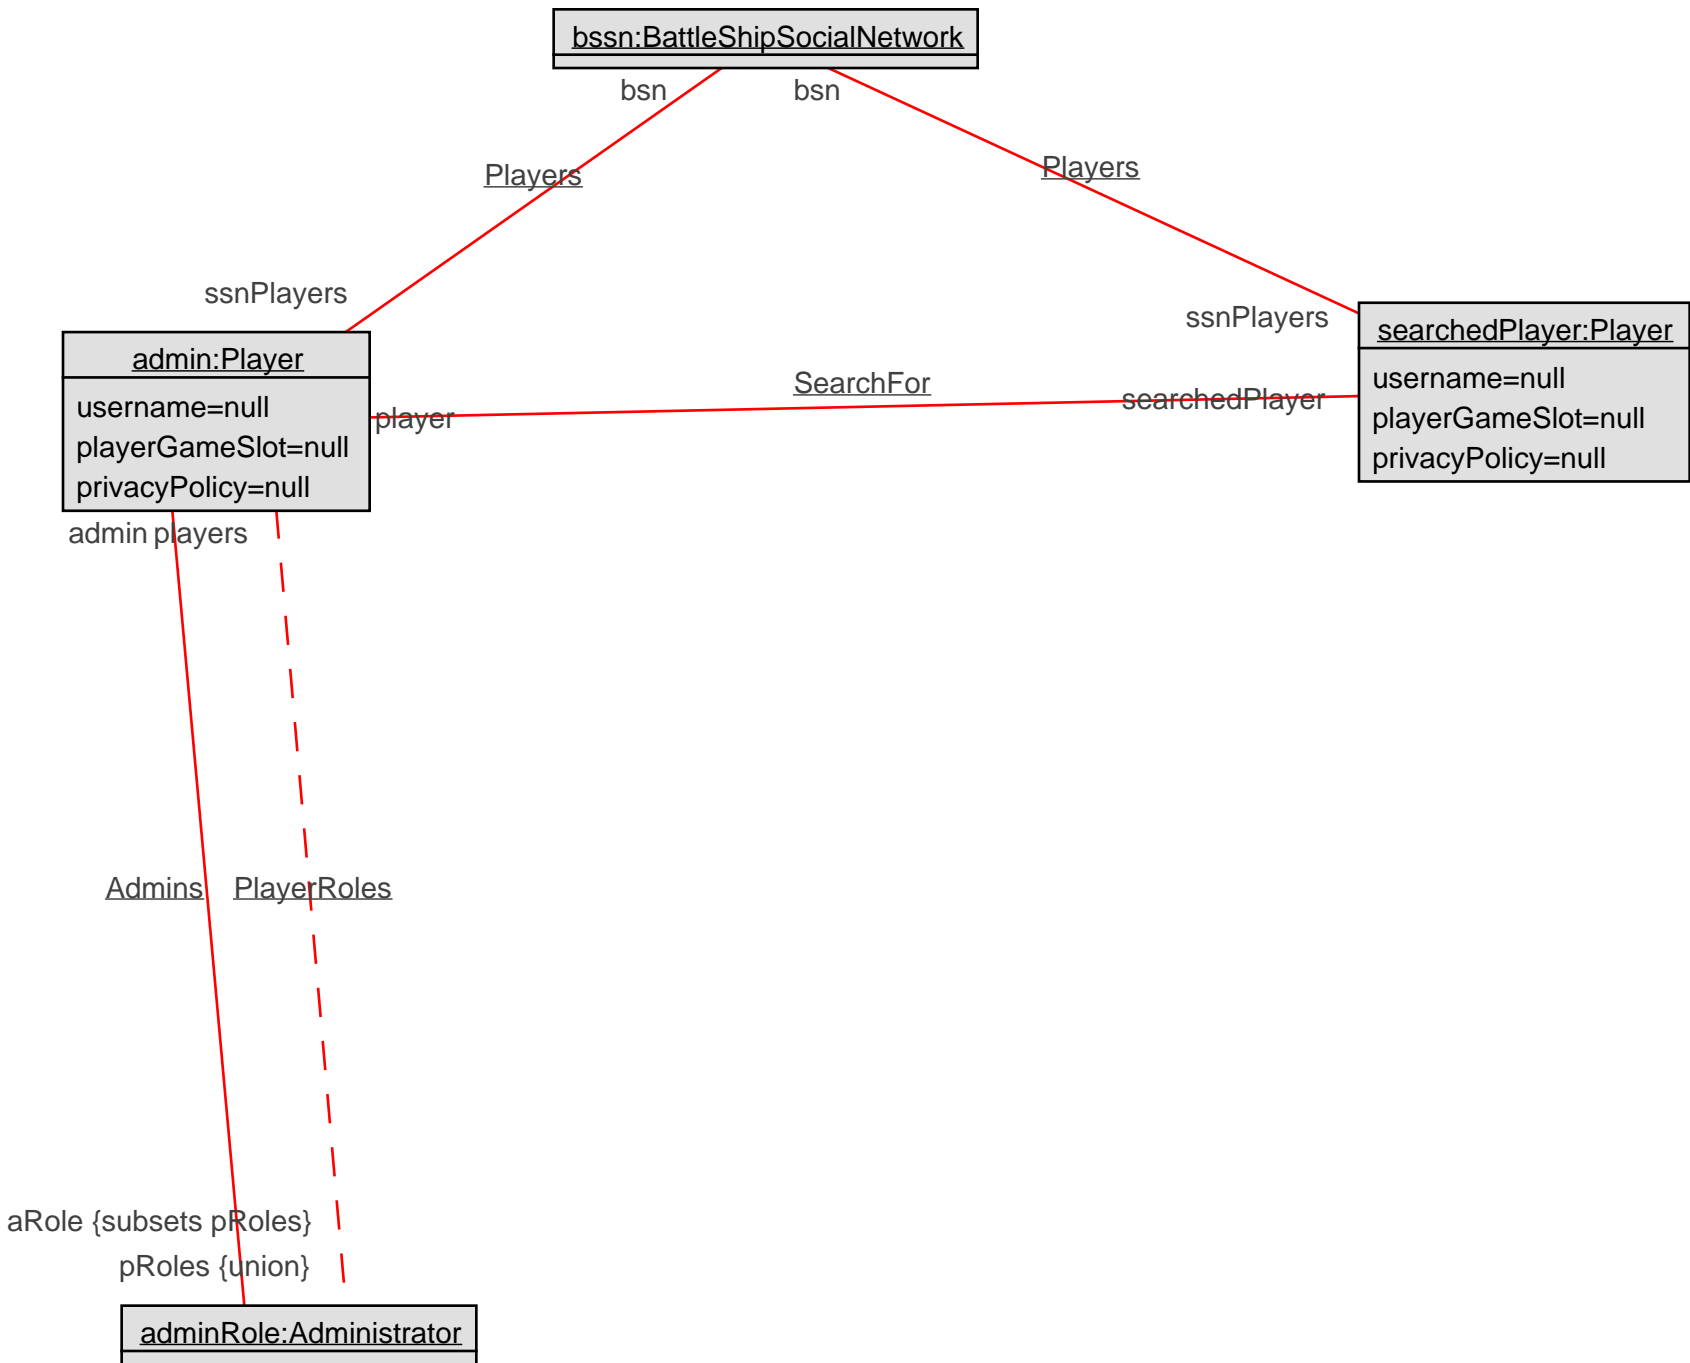 bssn:BattleShipSocialNetwork
bsn
bsn
Players
Players
ssnPlayers
ssnPlayers
admin:Player
username=null
playerGameSlot=null
privacyPolicy=null
searchedPlayer:Player
username=null
playerGameSlot=null
privacyPolicy=null
SearchFor
player
searchedPlayer
admin
players
Admins
PlayerRoles
aRole {subsets pRoles}
pRoles {union}
adminRole:Administrator